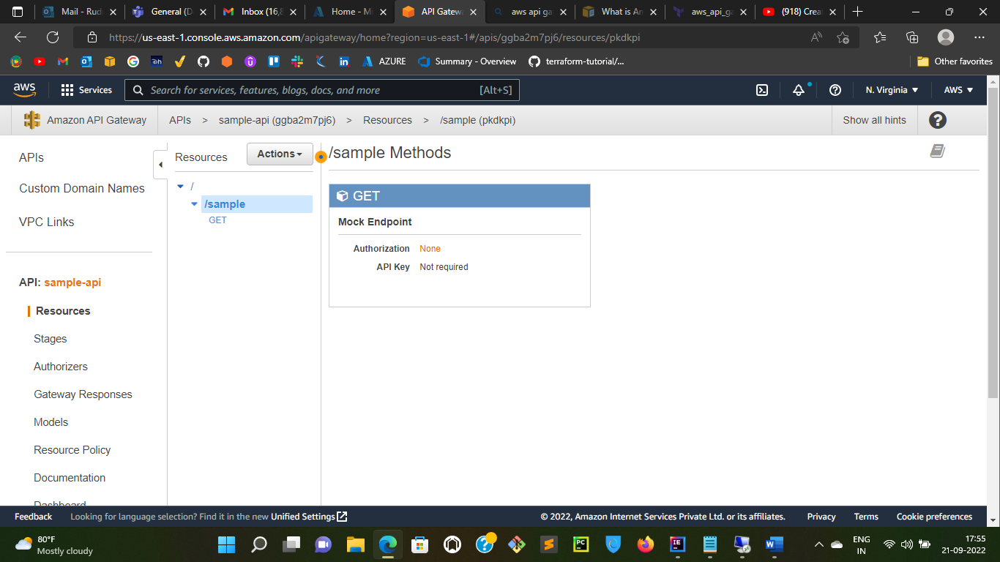 Mail - Rud
General (D
Inbox (16,8
Home - Mi
API Gatew
aws api ga
What is Am
aws_api_ga
(918) Creat
https://us-east-1.console.aws.amazon.com/apigateway/home?region=us-east-1#/apis/ggba2m7pj6/resources/pkdkpi
AZURE
Summary - Overview
terraform-tutorial/...
Other favorites
aws
Services
Search for services, features, blogs, docs, and more
[Alt+S]
N. Virginia
AWS
Amazon API Gateway
APIs > sample-api (ggba2m7pj6) > Resources > /sample (pkdkpi)
Show all hints
APIs
Custom Domain Names
VPC Links
API: sample-api
Resources
Stages
Authorizers
Gateway Responses
Models
Resource Policy
Documentation
Dashboard
Resources
Actions
/
/sample
GET
/sample Methods
GET
Mock Endpoint
Authorization None
API Key Not required
Feedback
Looking for language selection? Find it in the new Unified Settings
© 2022, Amazon Internet Services Private Ltd. or its affiliates.
Privacy
Terms
Cookie preferences
80°F
Mostly cloudy
ENG
IN
17:55
21-09-2022